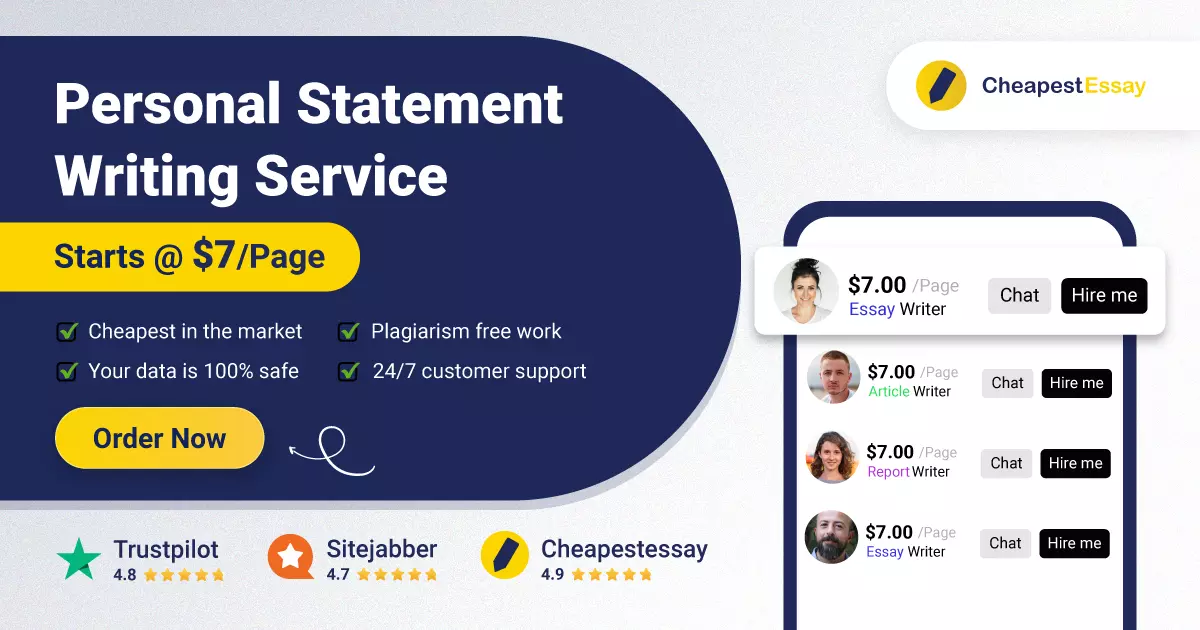 Personal Statement
Writing Service
Starts @ $7/Page
Cheapest in the market
Plagiarism free work
Your data is 100% safe
24/7 customer support
Order Now
Trustpilot
4.8
Sitejabber
4.7
Cheapestessay
4.9
CheapestEssay
$7.00 /Page
Essay Writer
Chat
Hire me
$7.00 /Page
Article Writer
Chat
Hire me
$7.00 /Page
Report Writer
Chat
Hire me
$7.00 /Page
Essay Writer
Chat
Hire me